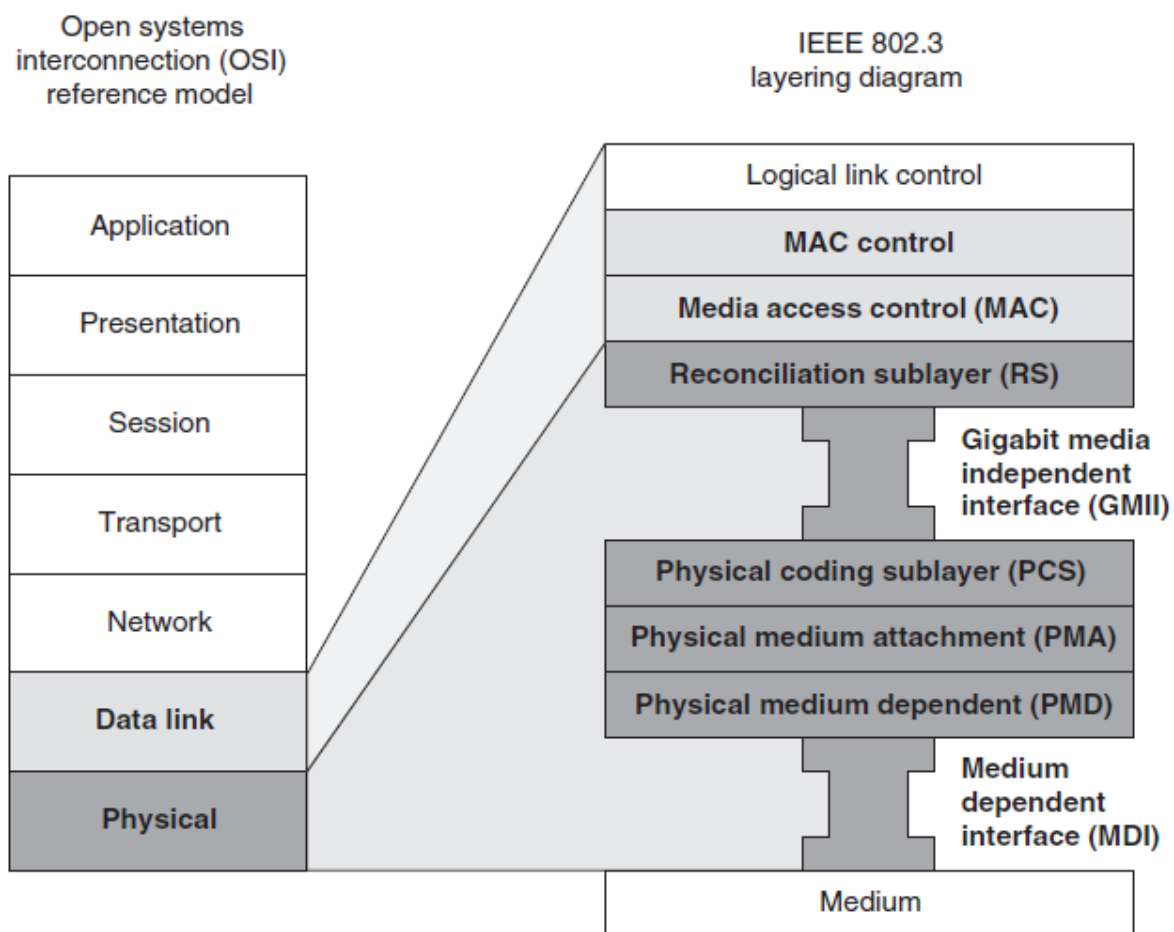 Open systems
interconnection (OSI)
reference model
IEEE 802.3
layering diagram
Application
Presentation
Session
Transport
Network
Data link
Physical
Logical link control
MAC control
Media access control (MAC)
Reconciliation sublayer (RS)
Gigabit media
independent
interface (GMII)
Physical coding sublayer (PCS)
Physical medium attachment (PMA)
Physical medium dependent (PMD)
Medium
dependent
interface (MDI)
Medium